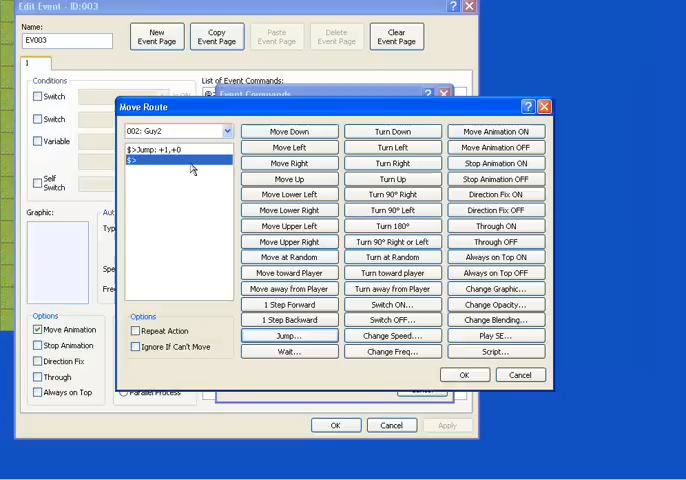 Edit Event - ID:003
Name:
EV003
New
Event Page
Copy
Event Page
Paste
Event Page
Delete
Event Page
Clear
Event Page
1
Conditions
Switch
Switch
Variable
Self
Switch
List of Event Commands:
Event Commands
Move Route
002: Guy2
$>Jump: +1,+0
$>
Move Down
Move Left
Move Right
Move Up
Move Lower Left
Move Lower Right
Move Upper Left
Move Upper Right
Move at Random
Move toward Player
Move away from Player
1 Step Forward
1 Step Backward
Jump...
Wait...
Turn Down
Turn Left
Turn Right
Turn Up
Turn 90° Right
Turn 90° Left
Turn 180°
Turn 90° Right or Left
Turn at Random
Turn toward player
Turn away from Player
Switch ON...
Switch OFF...
Change Speed....
Change Freq...
Move Animation ON
Move Animation OFF
Stop Animation ON
Stop Animation OFF
Direction Fix ON
Direction Fix OFF
Through ON
Through OFF
Always on Top ON
Always on Top OFF
Change Graphic...
Change Opacity...
Change Blending...
Play SE...
Script...
Options
Repeat Action
Ignore If Can't Move
OK
Cancel
Graphic:
Options
Move Animation
Stop Animation
Direction Fix
Through
Always on Top
Parallel Process
OK
Cancel
Apply